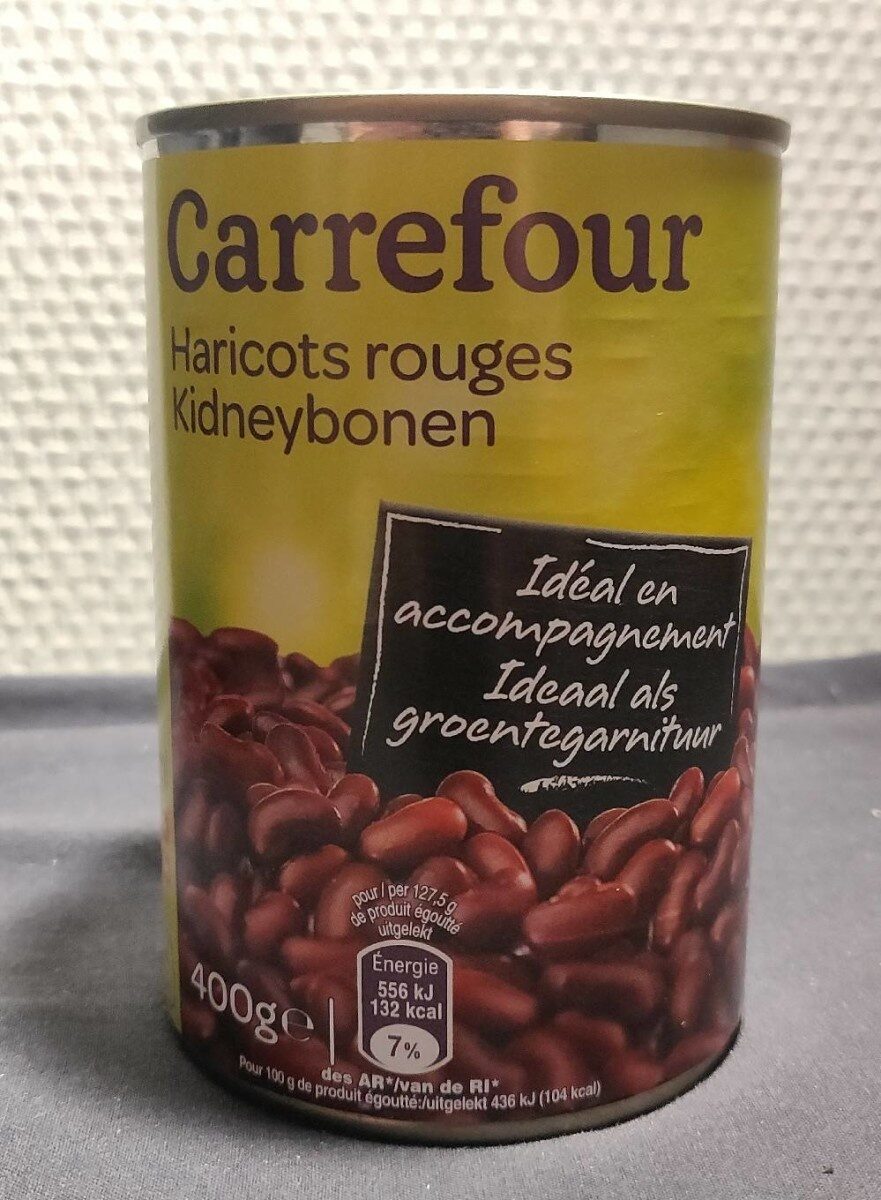 Carrefour
Haricots rouges
Kidneybonen
Idéal en
accompagnement
Ideaal als
groentegarnituur
pour / per 127,5 g
de produit égoutté
uitgelekt
Énergie
556 kJ
132 kcal
7%
400g e
des AR*/van de RI*
Pour 100 g de produit égoutté:/uitgelekt 436 kJ (104 kcal)